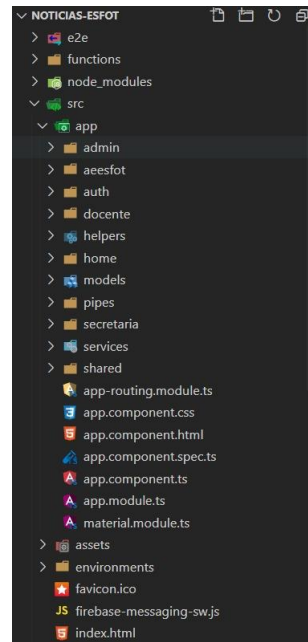 NOTICIAS-ESFOT
e2e
functions
node_modules
src
app
admin
aeesfot
auth
docente
helpers
home
models
pipes
secretaria
services
shared
app-routing.module.ts
app.component.css
app.component.html
app.component.spec.ts
app.component.ts
app.module.ts
material.module.ts
assets
environments
favicon.ico
JS firebase-messaging-sw.js
index.html